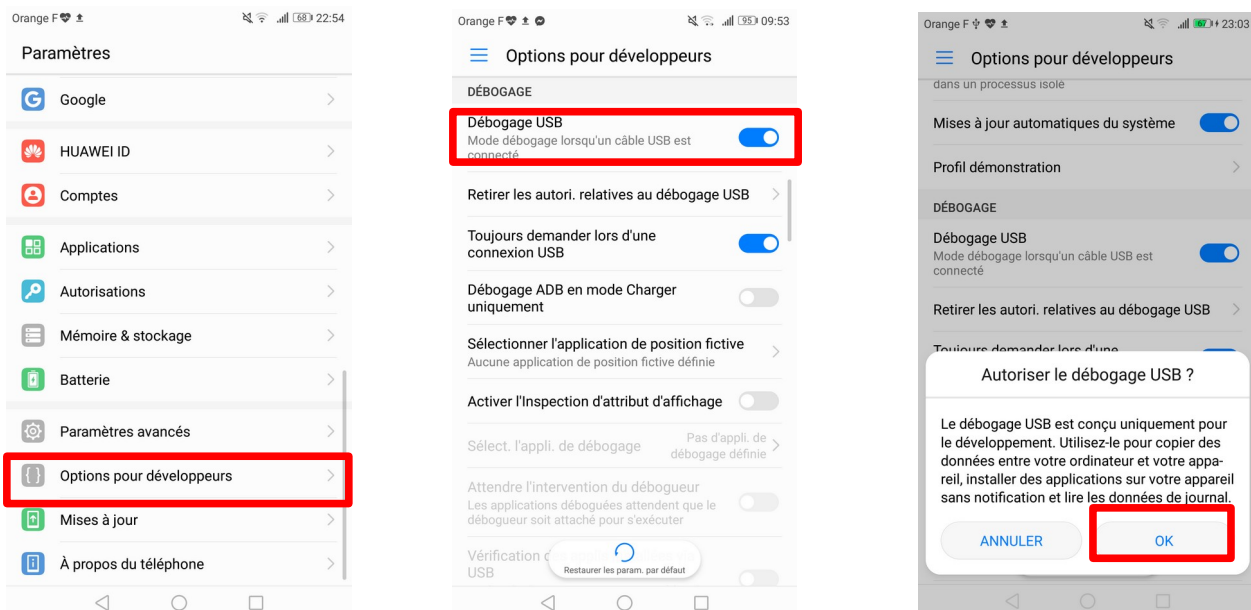 Orange F 68 22:54
Paramètres
Google
HUAWEI ID
Comptes
Applications
Autorisations
Mémoire & stockage
Batterie
Paramètres avancés
Options pour développeurs
Mises à jour
À propos du téléphone
Orange F 95 09:53
Options pour développeurs
DÉBOGAGE
Débogage USB
Mode débogage lorsqu'un câble USB est
connecté
Retirer les autori. relatives au débogage USB
Toujours demander lors d'une
connexion USB
Débogage ADB en mode Charger
uniquement
Sélectionner l'application de position fictive
Aucune application de position fictive définie
Activer l'Inspection d'attribut d'affichage
Sélect. l'appli. de débogage
Pas d'appli. de
débogage définie
Attendre l'intervention du débogueur
Les applications déboguées attendent que le
débogueur soit attaché pour s'exécuter
Vérification
USB
Restaurer les param. par défaut
Orange F 67 23:03
Options pour développeurs
dans un processus isolé
Mises à jour automatiques du système
Profil démonstration
DÉBOGAGE
Débogage USB
Mode débogage lorsqu'un câble USB est
connecté
Retirer les autori. relatives au débogage USB
Toujours demander lors d'une
Autoriser le débogage USB ?
Le débogage USB est conçu uniquement pour
le développement. Utilisez-le pour copier des
données entre votre ordinateur et votre appa-
reil, installer des applications sur votre appareil
sans notification et lire les données de journal.
ANNULER
OK